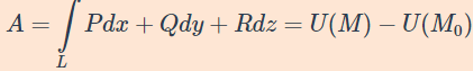 A = ∫_L Pdx + Qdy + Rdz = U(M) − U(M₀)